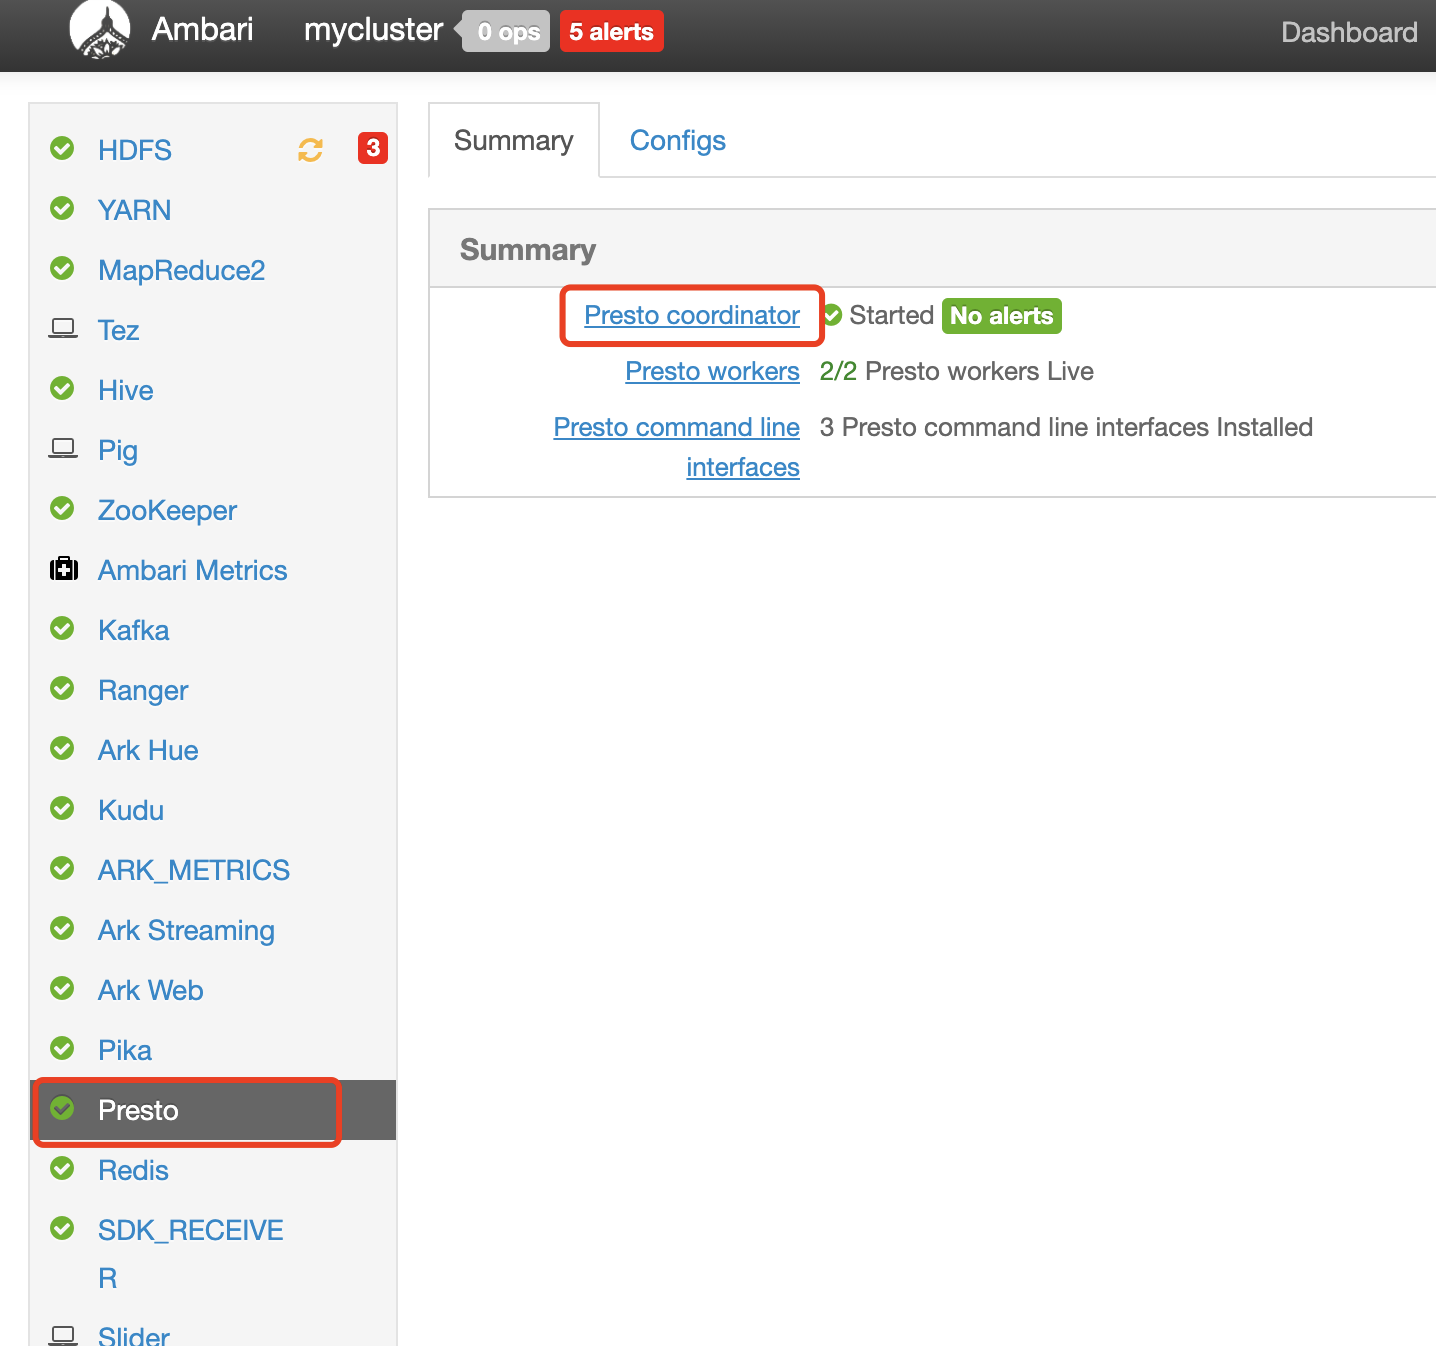 Ambari mycluster 0 ops 5 alerts Dashboard
HDFS 3
YARN
MapReduce2
Tez
Hive
Pig
ZooKeeper
Ambari Metrics
Kafka
Ranger
Ark Hue
Kudu
ARK_METRICS
Ark Streaming
Ark Web
Pika
Presto
Redis
SDK_RECEIVE
R
Slider
Summary Configs
Summary
Presto coordinator Started No alerts
Presto workers 2/2 Presto workers Live
Presto command line 3 Presto command line interfaces Installed
interfaces